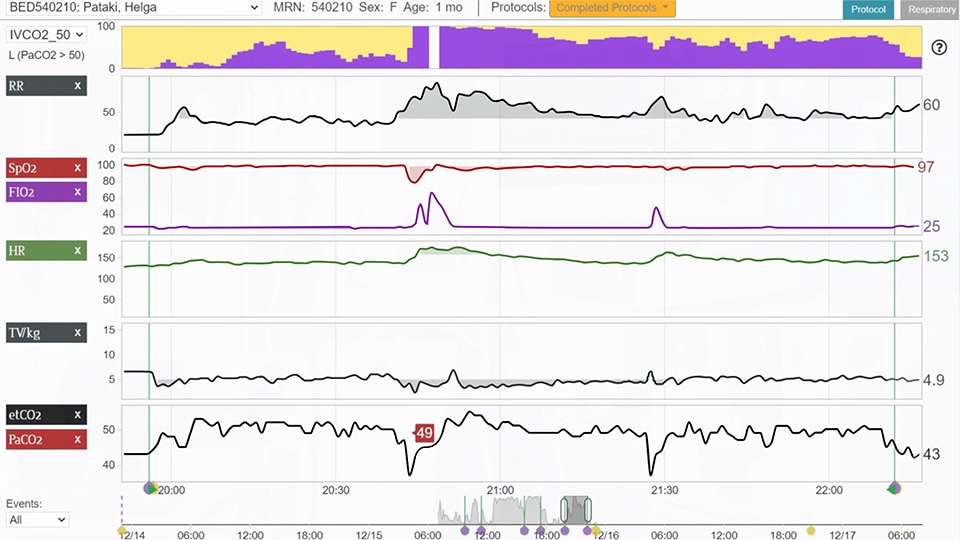 BED540210: Pataki, Helga MRN: 540210 Sex: F Age: 1 mo Protocols: Completed Protocols Protocol Respiratory
IVCO2_50
L (PaCO2 > 50)
100
0
?
RR x
50
0
60
SpO₂ x
FIO₂ x
100
80
60
40
20
97
25
HR x
150
100
50
153
TV/kg x
15
10
5
4.9
etCO₂ x
PaCO₂ x
50
40
49
43
20:00 20:30 21:00 21:30 22:00
Events:
All
12/14 06:00 12:00 18:00 12/15 06:00 12:00 18:00 12/16 06:00 12:00 18:00 12/17 06:00